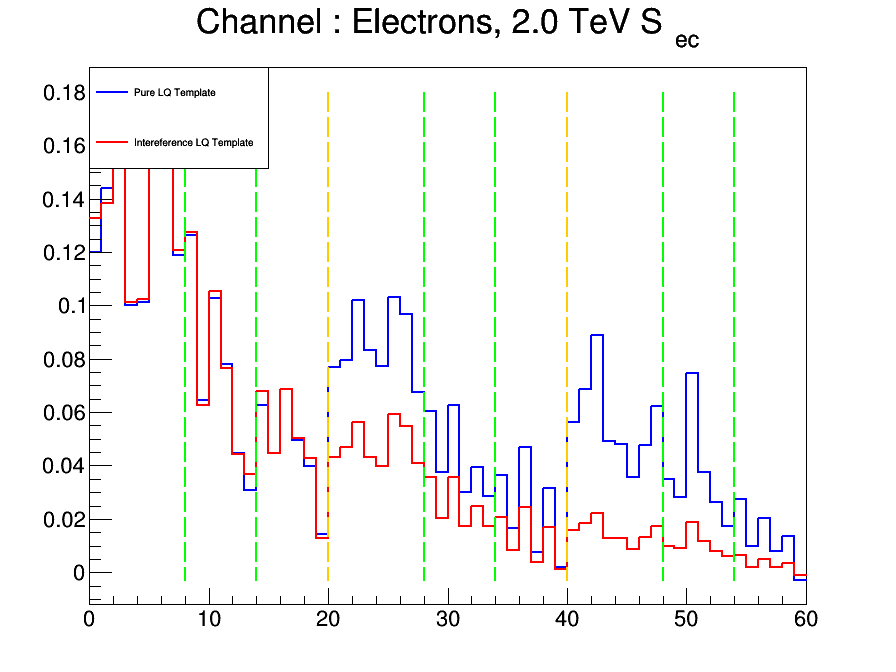 Channel : Electrons, 2.0 TeV S ec
Pure LQ Template
Intereference LQ Template
0.18
0.16
0.14
0.12
0.1
0.08
0.06
0.04
0.02
0
0 10 20 30 40 50 60